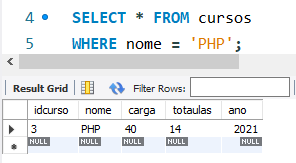 4 SELECT * FROM cursos
5 WHERE nome = 'PHP';
Result Grid Filter Rows:
idcurso nome carga totaulas ano
3 PHP 40 14 2021
NULL NULL NULL NULL NULL